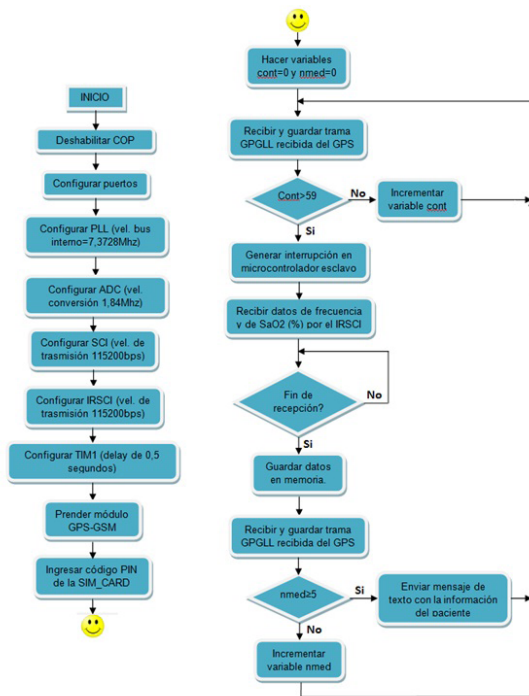 INICIO
Deshabilitar COP
Configurar puertos
Configurar PLL (vel. bus
interno=7,3728Mhz)
Configurar ADC (vel.
conversión 1,84Mhz)
Configurar SCI (vel. de
trasmisión 115200bps)
Configurar IRSCI (vel. de
trasmisión 115200bps)
Configurar TIM1 (delay de 0,5
segundos)
Prender módulo
GPS-GSM
Ingresar código PIN
de la SIM_CARD
Hacer variables
cont=0 y nmed=0
Recibir y guardar trama
GPGLL recibida del GPS
Cont>59
No
Incrementar
variable cont
Si
Generar interrupción en
microcontrolador esclavo
Recibir datos de frecuencia
y de SaO2 (%) por el IRSCI
Fin de
recepción?
No
Si
Guardar datos
en memoria.
Recibir y guardar trama
GPGLL recibida del GPS
nmed≥5
Si
Enviar mensaje de
texto con la información
del paciente
No
Incrementar
variable nmed